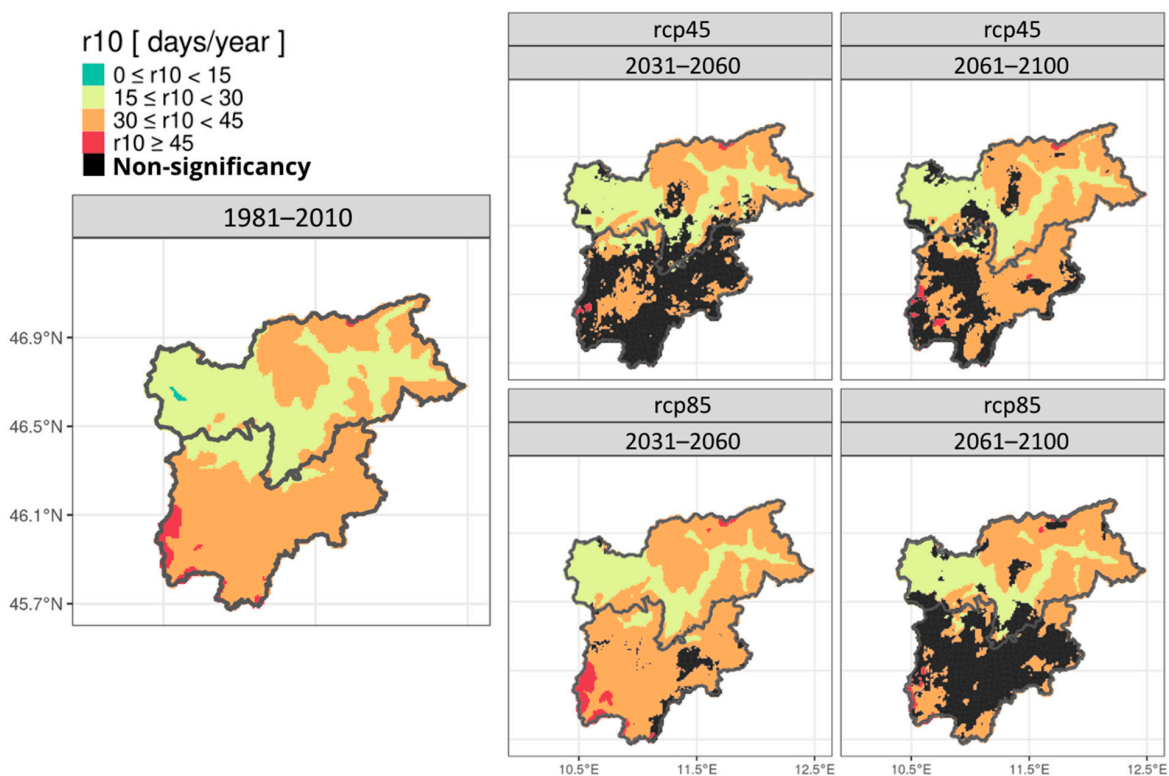 r10 [ days/year ]
0 ≤ r10 < 15
15 ≤ r10 < 30
30 ≤ r10 < 45
r10 ≥ 45
Non-significancy
1981–2010
46.9°N
46.5°N
46.1°N
45.7°N
rcp45
2031–2060
rcp45
2061–2100
rcp85
2031–2060
rcp85
2061–2100
10.5°E 11.5°E 12.5°E
10.5°E 11.5°E 12.5°E